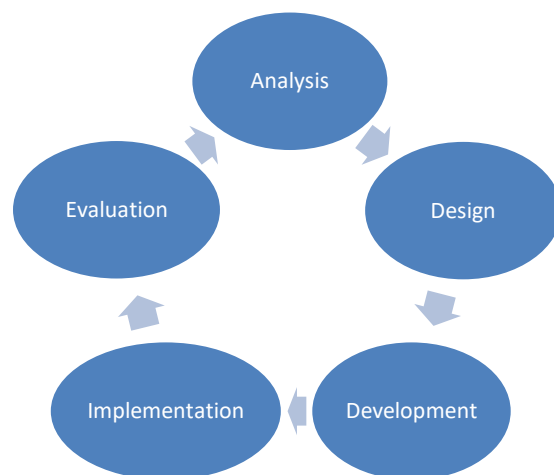 Analysis
Evaluation
Design
Implementation
Development